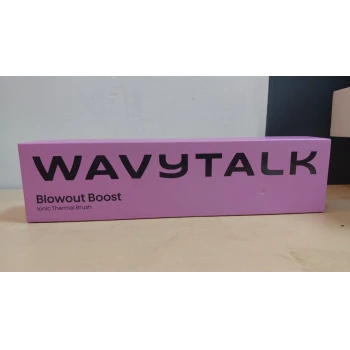 WAVYTALK
Blowout Boost
Ionic Thermal Brush